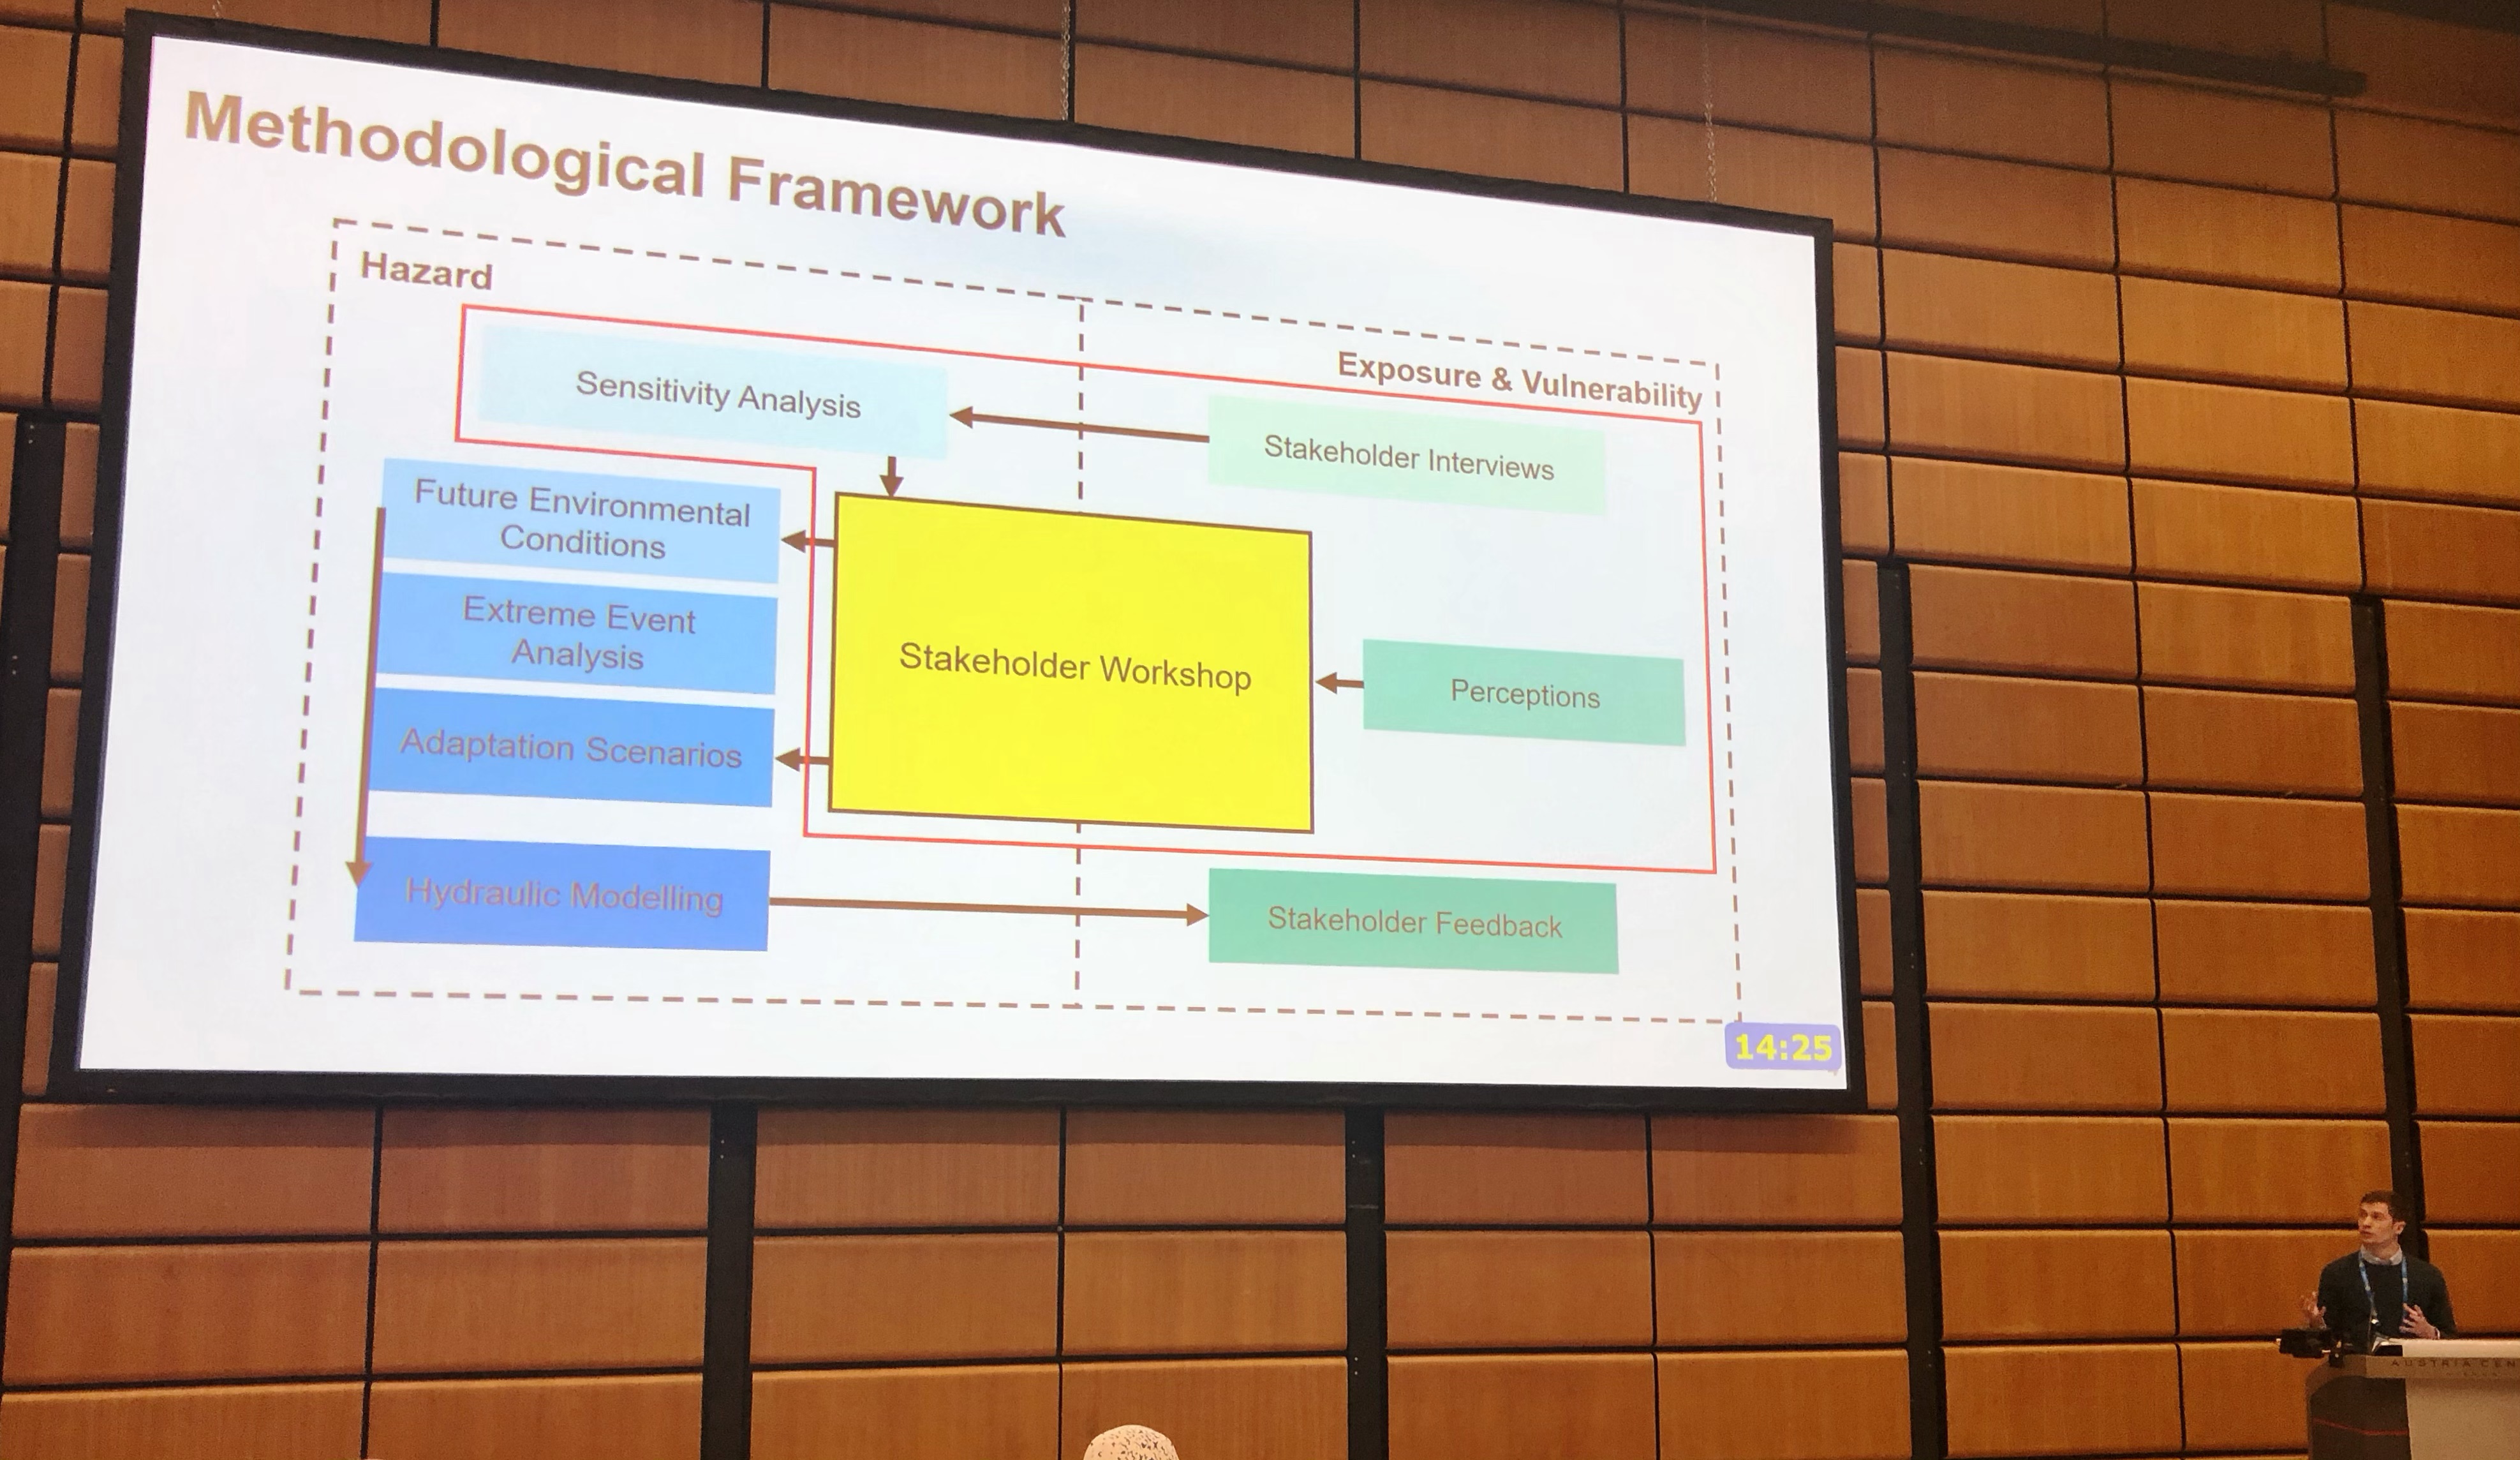 Methodological Framework
Hazard
Exposure & Vulnerability
Sensitivity Analysis
Stakeholder Interviews
Future Environmental
Conditions
Extreme Event
Analysis
Adaptation Scenarios
Stakeholder Workshop
Perceptions
Hydraulic Modelling
Stakeholder Feedback
14:25
AUSTRIA CEN